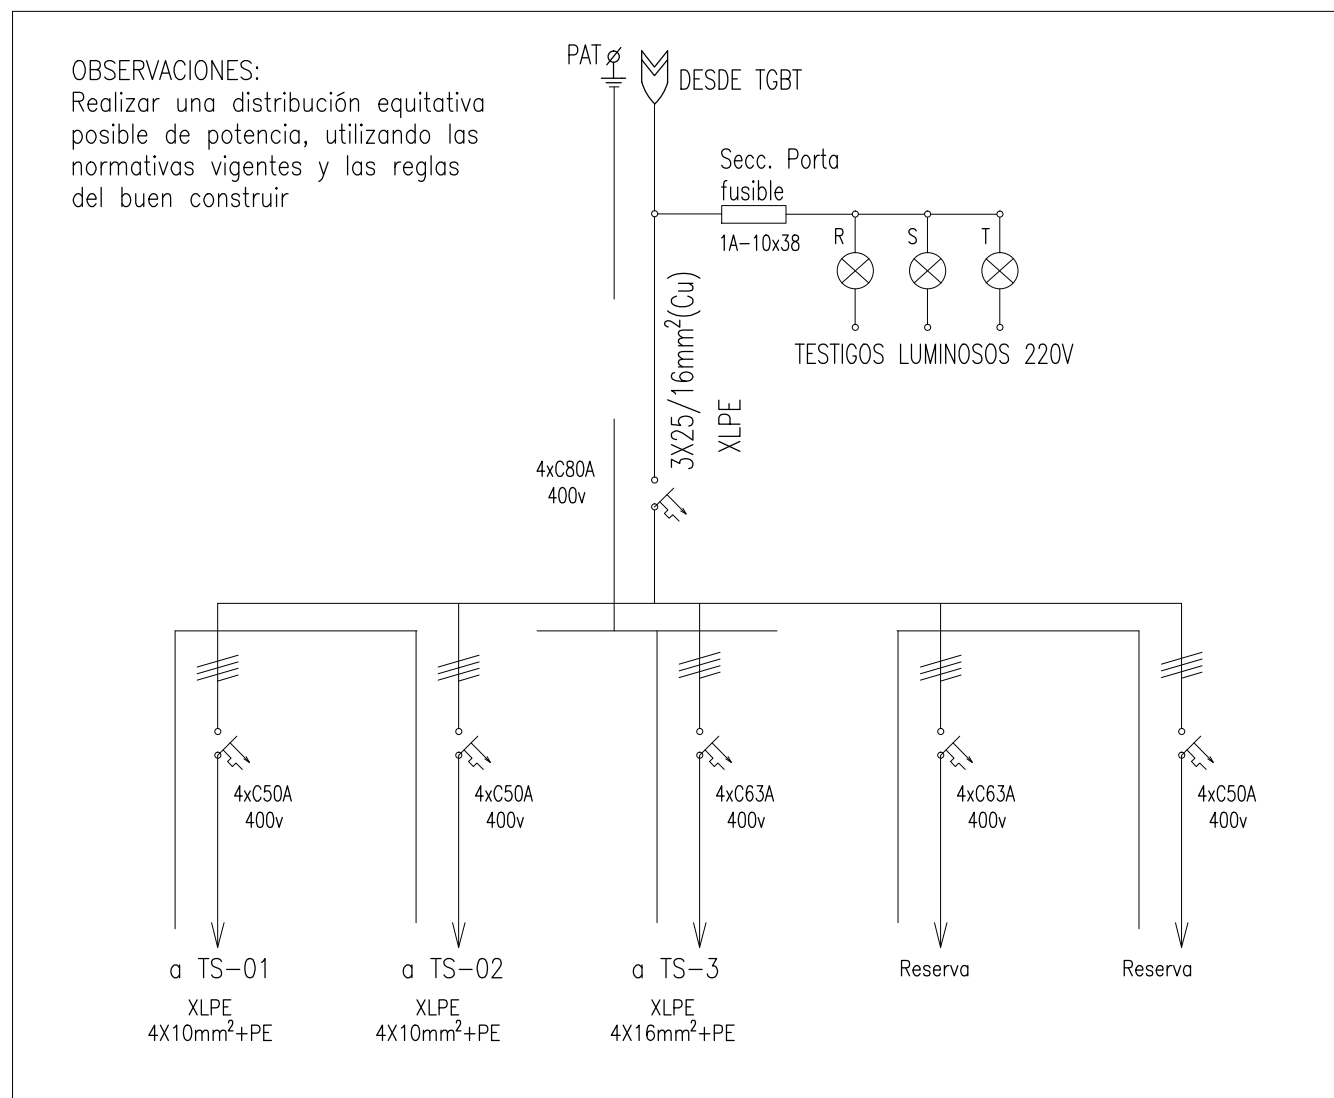 OBSERVACIONES:
Realizar una distribución equitativa
posible de potencia, utilizando las
normativas vigentes y las reglas
del buen construir
PAT
DESDE TGBT
Secc. Porta
fusible
1A-10x38
R S T
TESTIGOS LUMINOSOS 220V
3X25/16mm²(Cu)
XLPE
4xC80A
400v
4xC50A
400v
4xC50A
400v
4xC63A
400v
4xC63A
400v
4xC50A
400v
a TS-01
XLPE
4X10mm²+PE
a TS-02
XLPE
4X10mm²+PE
a TS-3
XLPE
4X16mm²+PE
Reserva
Reserva